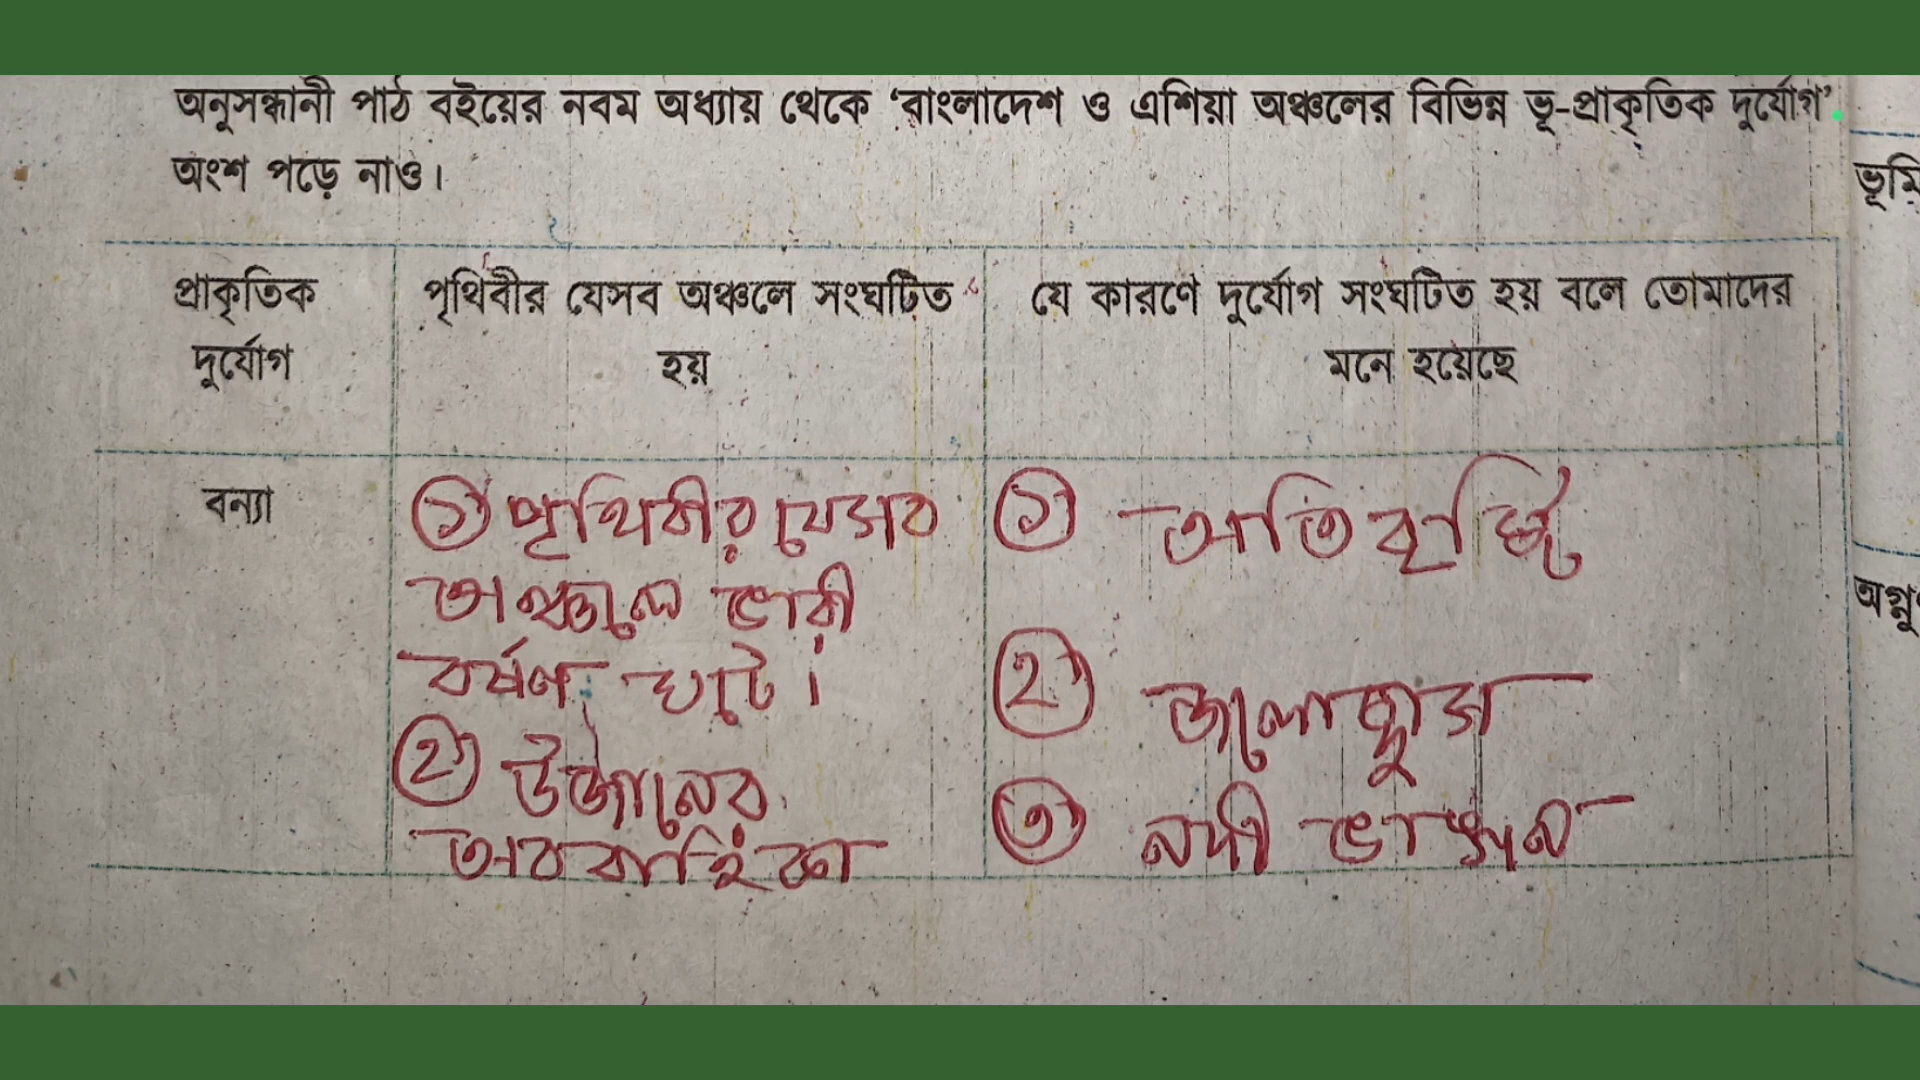 অনুসন্ধানী পাঠ বইয়ের নবম অধ্যায় থেকে ‘বাংলাদেশ ও এশিয়া অঞ্চলের বিভিন্ন ভূ-প্রাকৃতিক দুর্যোগ’
অংশ পড়ে নাও।
প্রাকৃতিক
দুর্যোগ
পৃথিবীর যেসব অঞ্চলে সংঘটিত
হয়
যে কারণে দুর্যোগ সংঘটিত হয় বলে তোমাদের
মনে হয়েছে
বন্যা
১ পৃথিবীর যেসব
অঞ্চলে ভারী
বর্ষণ ঘটে।
২ উজানের
অববাহিকা
১ অতিবৃষ্টি
২ জলোচ্ছ্বাস
৩ নদী ভাঙ্গন
ভূমি